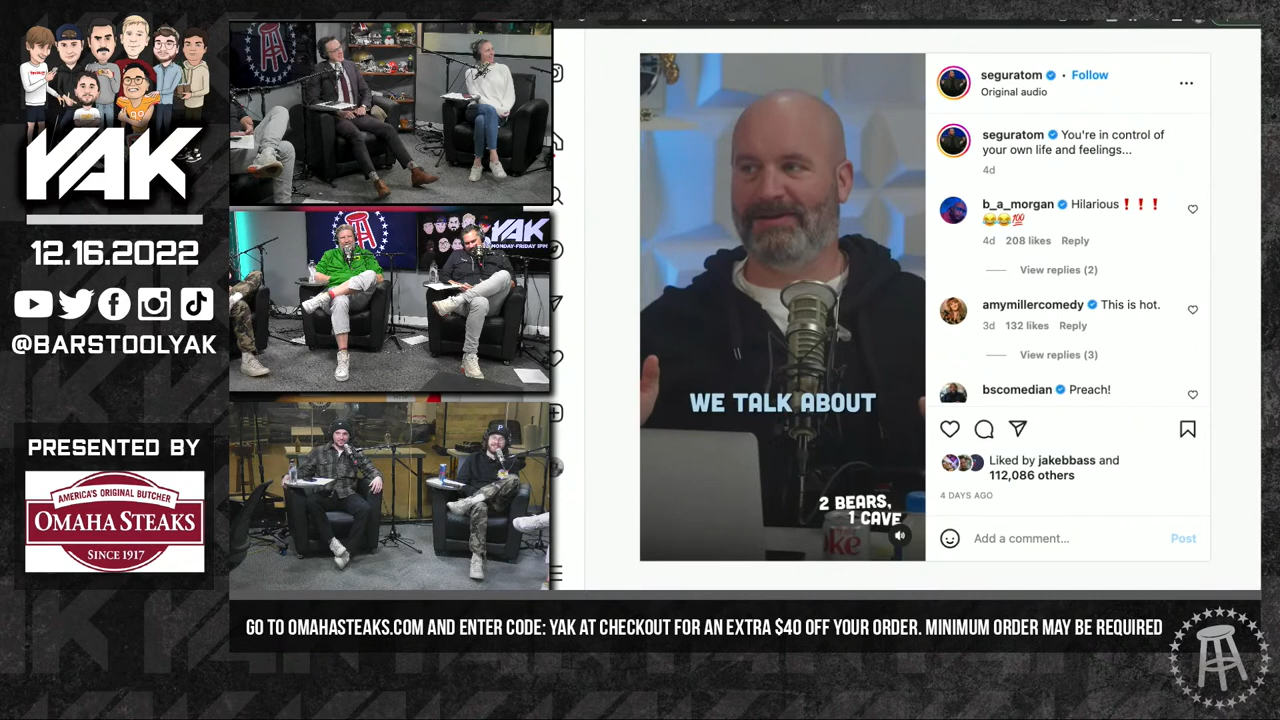 YAK
12.16.2022
@BARSTOOLYAK
PRESENTED BY
AMERICA'S ORIGINAL BUTCHER
OMAHA STEAKS
SINCE 1917
YAK
MONDAY-FRIDAY 1PM
WE TALK ABOUT
2 BEARS,
1 CAVE
seguratom • Follow
Original audio
seguratom You're in control of
your own life and feelings...
4d
b_a_morgan Hilarious❗❗❗
😂😂💯
4d 208 likes Reply
View replies (2)
amymillercomedy This is hot.
3d 132 likes Reply
View replies (3)
bscomedian Preach!
Liked by jakebbass and
112,086 others
4 DAYS AGO
Add a comment...
Post
GO TO OMAHASTEAKS.COM AND ENTER CODE: YAK AT CHECKOUT FOR AN EXTRA $40 OFF YOUR ORDER. MINIMUM ORDER MAY BE REQUIRED